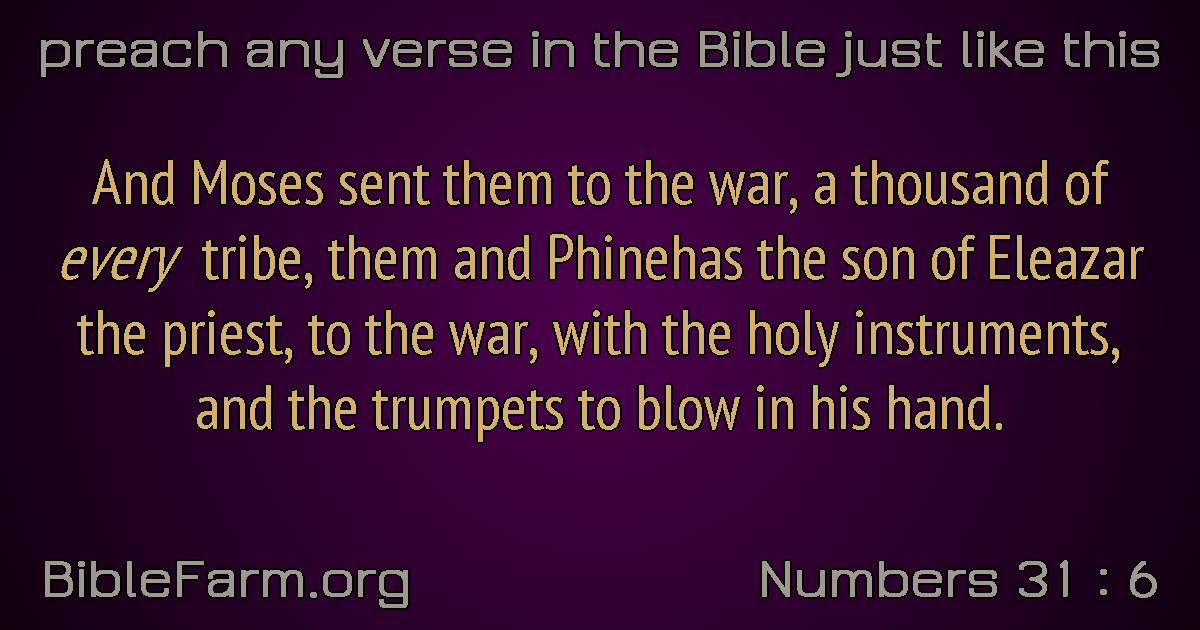 preach any verse in the Bible just like this
And Moses sent them to the war, a thousand of
every tribe, them and Phinehas the son of Eleazar
the priest, to the war, with the holy instruments,
and the trumpets to blow in his hand.
BibleFarm.org
Numbers 31 : 6